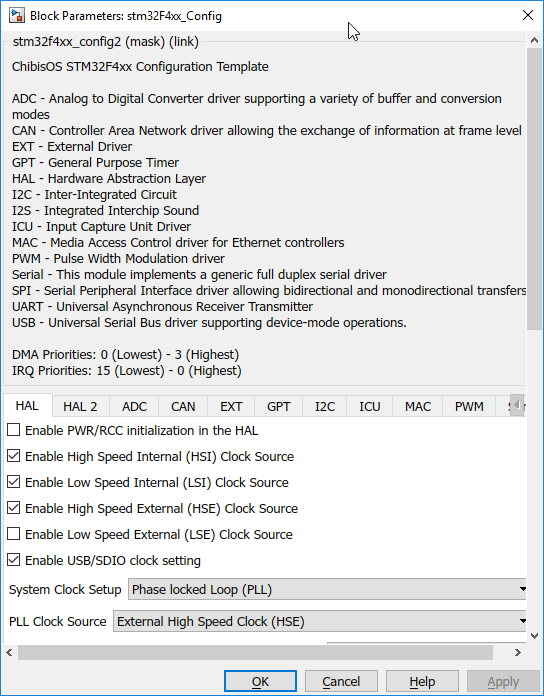 Block Parameters: stm32F4xx_Config
stm32f4xx_config2 (mask) (link)
ChibisOS STM32F4xx Configuration Template
ADC - Analog to Digital Converter driver supporting a variety of buffer and conversion
modes
CAN - Controller Area Network driver allowing the exchange of information at frame level
EXT - External Driver
GPT - General Purpose Timer
HAL - Hardware Abstraction Layer
I2C - Inter-Integrated Circuit
I2S - Integrated Interchip Sound
ICU - Input Capture Unit Driver
MAC - Media Access Control driver for Ethernet controllers
PWM - Pulse Width Modulation driver
Serial - This module implements a generic full duplex serial driver
SPI - Serial Peripheral Interface driver allowing bidirectional and monodirectional transfers
UART - Universal Asynchronous Receiver Transmitter
USB - Universal Serial Bus driver supporting device-mode operations.
DMA Priorities: 0 (Lowest) - 3 (Highest)
IRQ Priorities: 15 (Lowest) - 0 (Highest)
HAL HAL 2 ADC CAN EXT GPT I2C ICU MAC PWM
Enable PWR/RCC initialization in the HAL
Enable High Speed Internal (HSI) Clock Source
Enable Low Speed Internal (LSI) Clock Source
Enable High Speed External (HSE) Clock Source
Enable Low Speed External (LSE) Clock Source
Enable USB/SDIO clock setting
System Clock Setup Phase locked Loop (PLL)
PLL Clock Source External High Speed Clock (HSE)
OK Cancel Help Apply